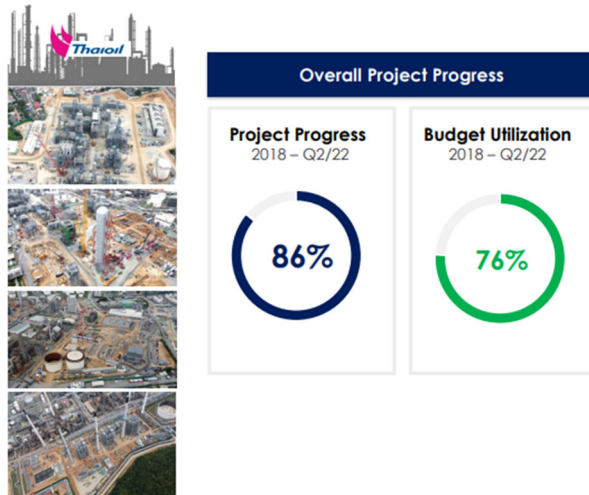 Thaioil
Overall Project Progress
Project Progress
2018 – Q2/22
86%
Budget Utilization
2018 – Q2/22
76%